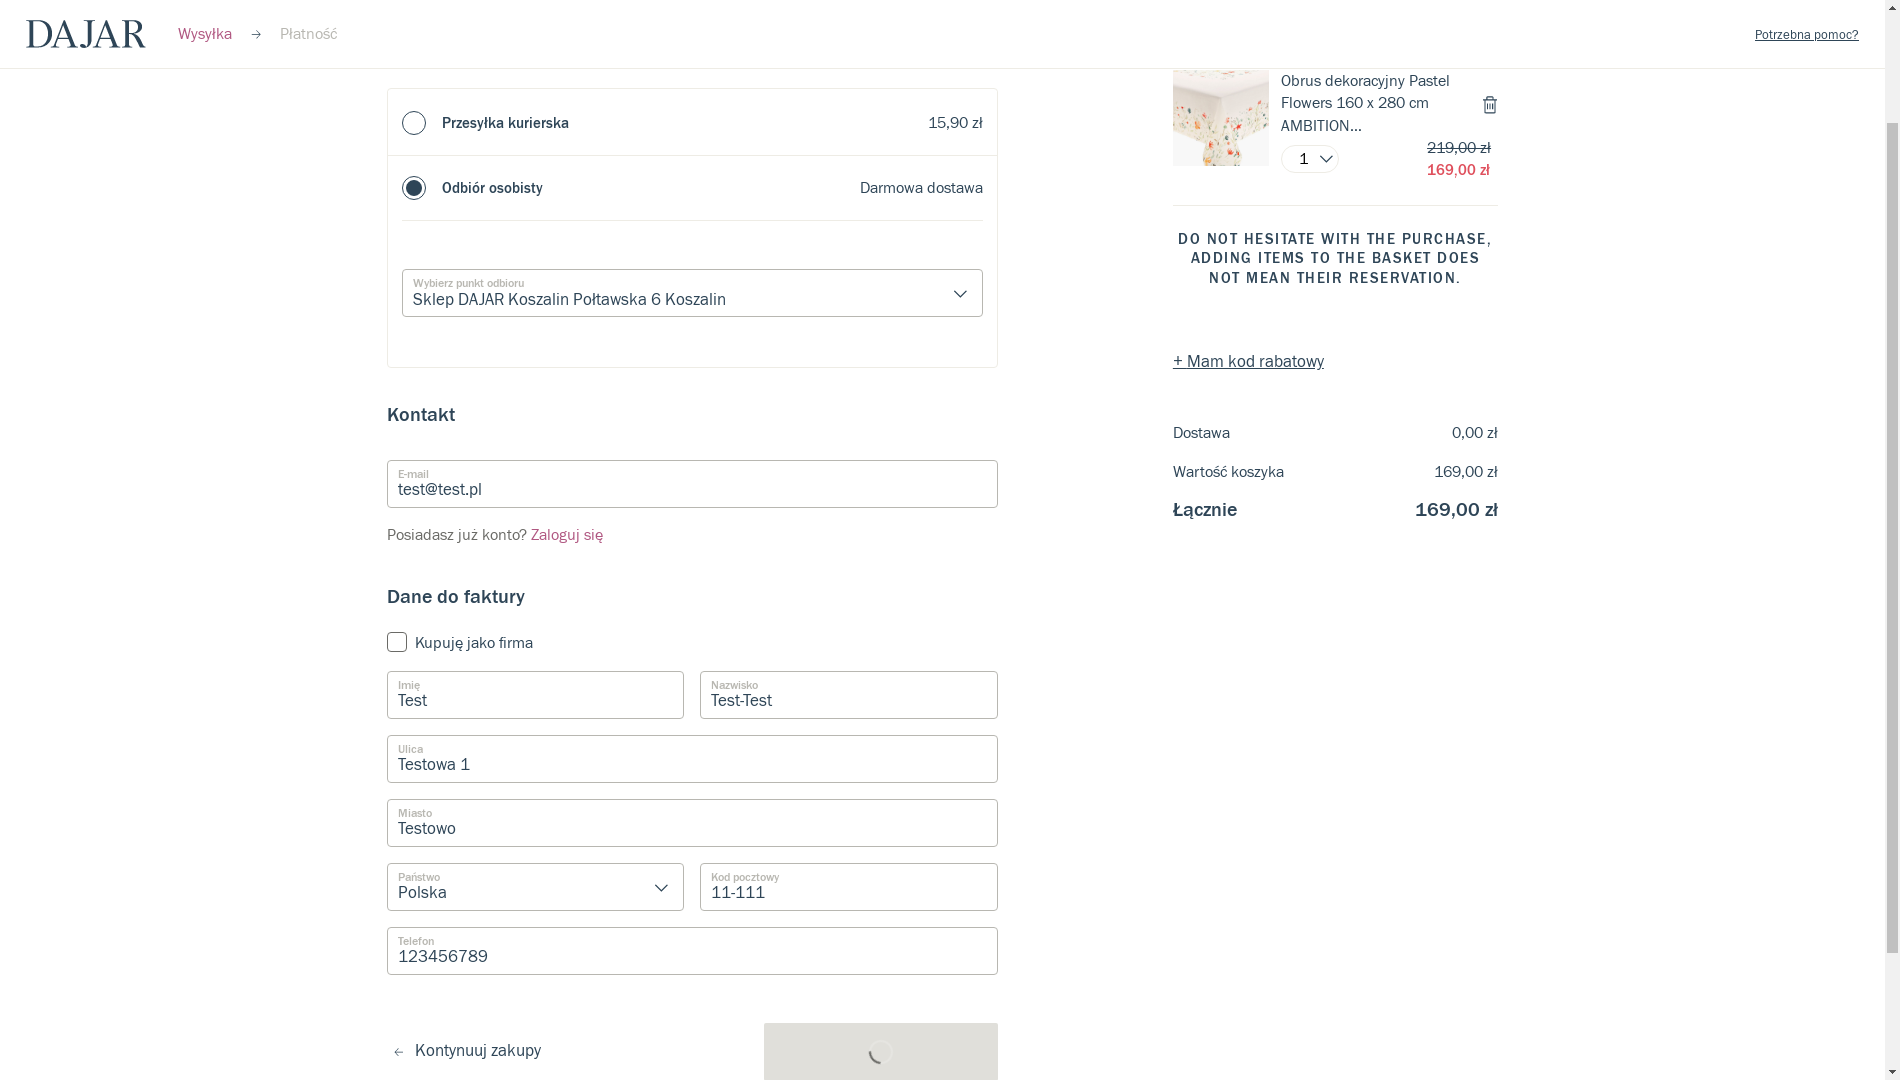 DAJAR
Wysyłka
Płatność
Potrzebna pomoc?
Przesyłka kurierska
15,90 zł
Odbiór osobisty
Darmowa dostawa
Wybierz punkt odbioru
Sklep DAJAR Koszalin Połtawska 6 Koszalin
Kontakt
E-mail
test@test.pl
Posiadasz już konto? Zaloguj się
Dane do faktury
Kupuję jako firma
Imię
Test
Nazwisko
Test-Test
Ulica
Testowa 1
Miasto
Testowo
Państwo
Polska
Kod pocztowy
11-111
Telefon
123456789
Kontynuuj zakupy
Obrus dekoracyjny Pastel
Flowers 160 x 280 cm
AMBITION...
1
219,00 zł
169,00 zł
DO NOT HESITATE WITH THE PURCHASE,
ADDING ITEMS TO THE BASKET DOES
NOT MEAN THEIR RESERVATION.
+ Mam kod rabatowy
Dostawa
0,00 zł
Wartość koszyka
169,00 zł
Łącznie
169,00 zł